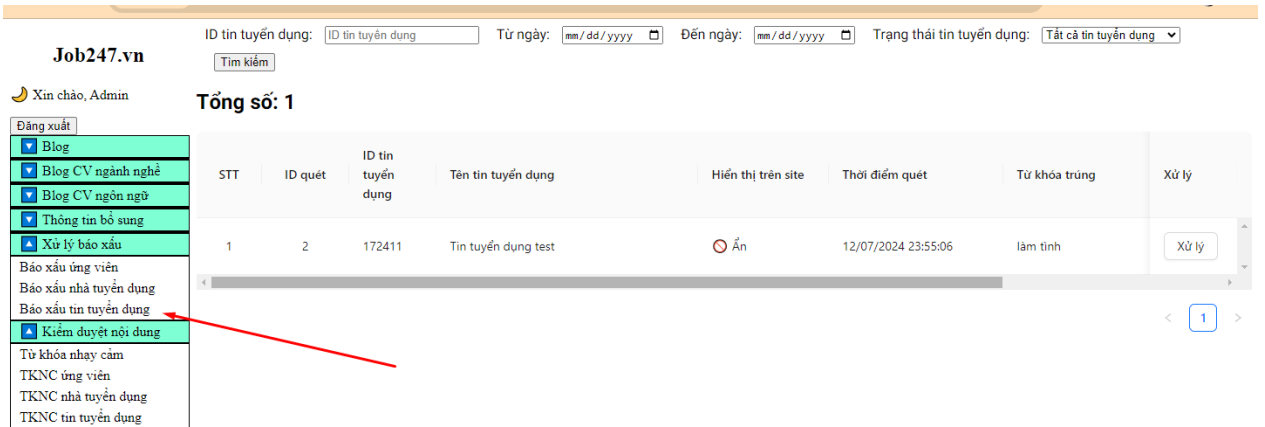 Job247.vn
Xin chào, Admin
Đăng xuất
Blog
Blog CV ngành nghề
Blog CV ngôn ngữ
Thông tin bổ sung
Xử lý báo xấu
Báo xấu ứng viên
Báo xấu nhà tuyển dụng
Báo xấu tin tuyển dụng
Kiểm duyệt nội dung
Từ khóa nhạy cảm
TKNC ứng viên
TKNC nhà tuyển dụng
TKNC tin tuyển dụng
ID tin tuyển dụng: ID tin tuyển dụng Từ ngày: mm/dd/yyyy Đến ngày: mm/dd/yyyy Trạng thái tin tuyển dụng: Tất cả tin tuyển dụng
Tìm kiếm
Tổng số: 1
STT ID quét ID tin tuyển dụng Tên tin tuyển dụng Hiển thị trên site Thời điểm quét Từ khóa trúng Xử lý
1 2 172411 Tin tuyển dụng test Ẩn 12/07/2024 23:55:06 làm tình Xử lý
< 1 >